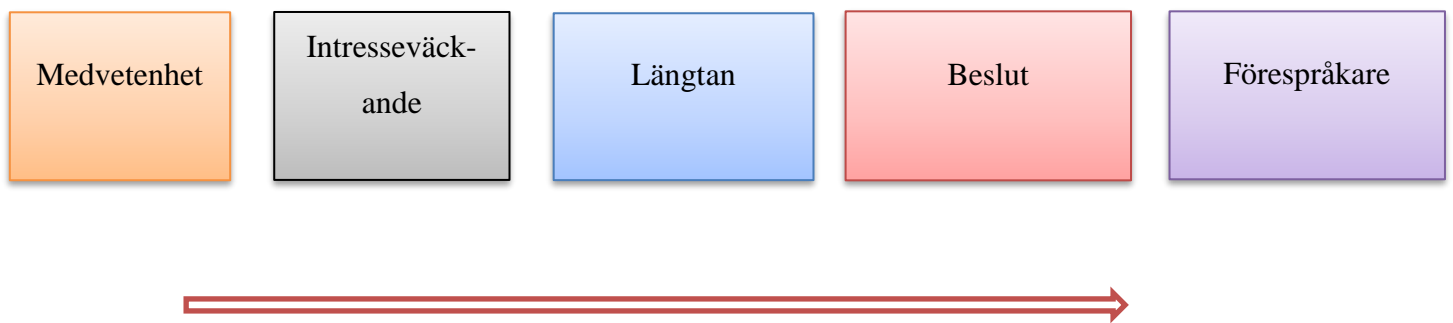 Medvetenhet
Intresseväck-
ande
Längtan
Beslut
Förespråkare